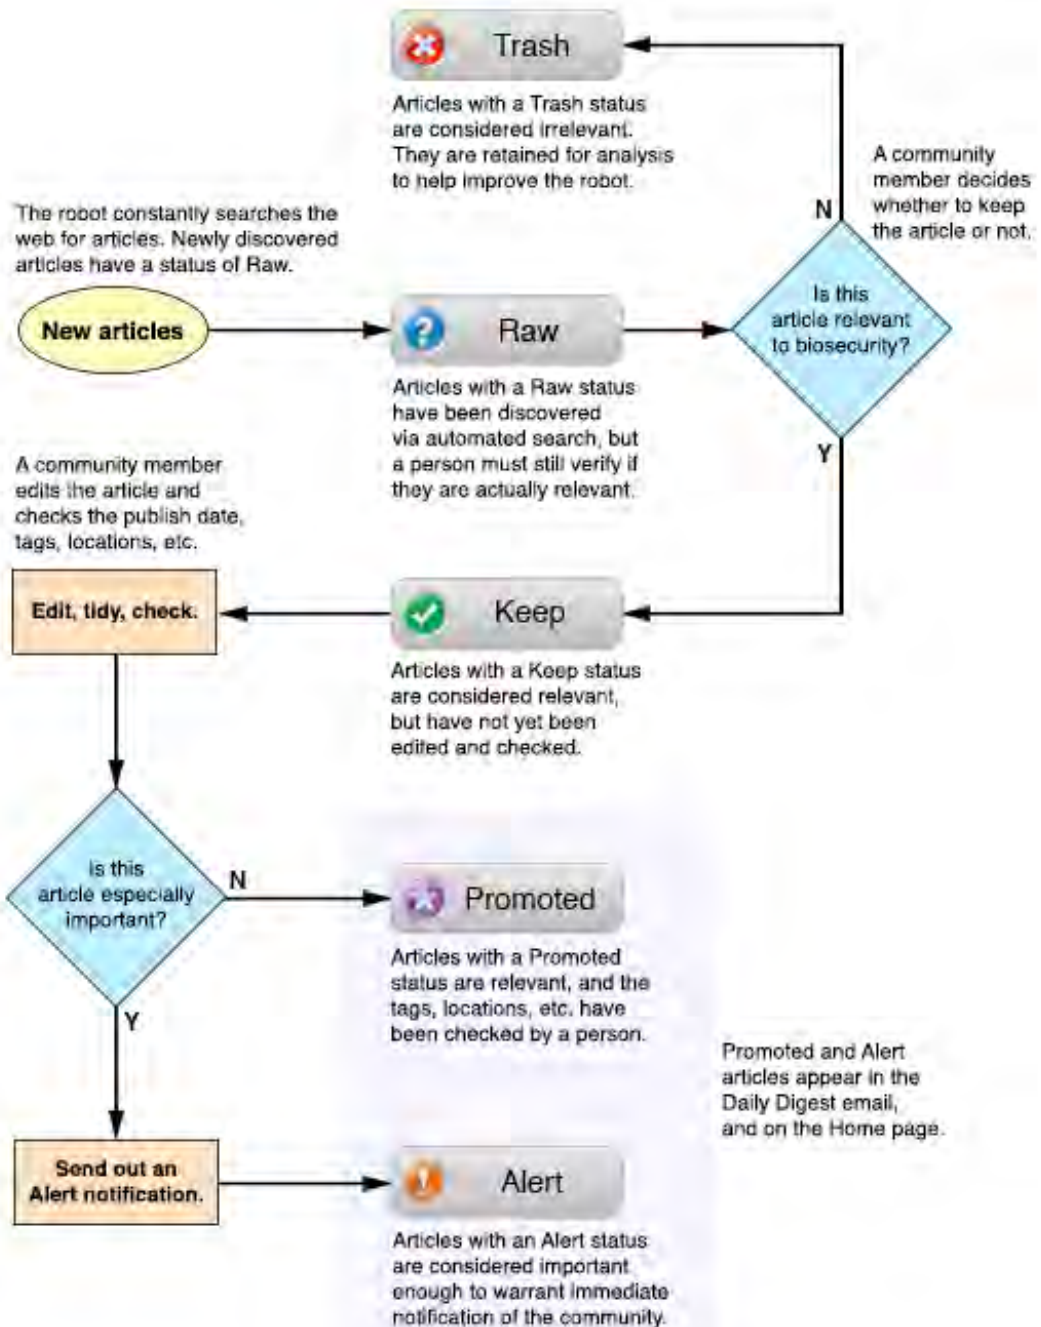 Trash
Articles with a Trash status
are considered irrelevant.
They are retained for analysis
to help improve the robot.
A community
member decides
whether to keep
the article or not.
N
The robot constantly searches the
web for articles. Newly discovered
articles have a status of Raw.
New articles
?
Raw
Is this
article relevant
to biosecurity?
Articles with a Raw status
have been discovered
via automated search, but
a person must still verify if
they are actually relevant.
Y
A community member
edits the article and
checks the publish date,
tags, locations, etc.
Edit, tidy, check.
Keep
Articles with a Keep status
are considered relevant,
but have not yet been
edited and checked.
Is this
article especially
important?
N
Promoted
Articles with a Promoted
status are relevant, and the
tags, locations, etc. have
been checked by a person.
Y
Promoted and Alert
articles appear in the
Daily Digest email,
and on the Home page.
Send out an
Alert notification.
!
Alert
Articles with an Alert status
are considered important
enough to warrant immediate
notification of the community.